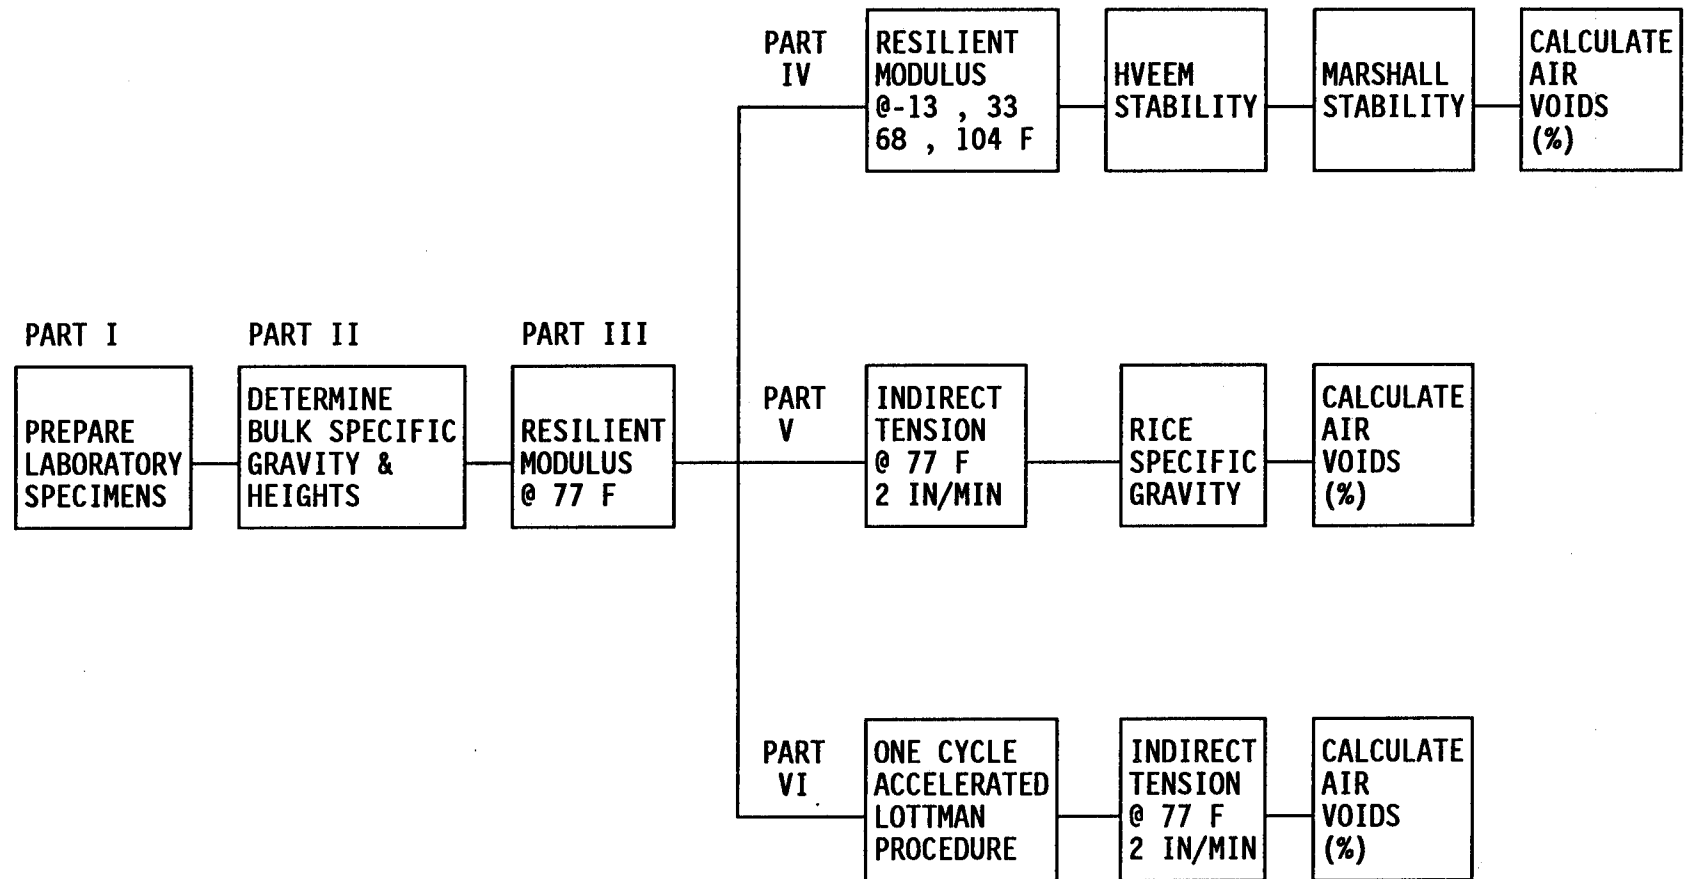 PART I
PREPARE
LABORATORY
SPECIMENS
PART II
DETERMINE
BULK SPECIFIC
GRAVITY &
HEIGHTS
PART III
RESILIENT
MODULUS
@ 77 F
PART
IV
RESILIENT
MODULUS
@-13 , 33
68 , 104 F
HVEEM
STABILITY
MARSHALL
STABILITY
CALCULATE
AIR
VOIDS
(%)
PART
V
INDIRECT
TENSION
@ 77 F
2 IN/MIN
RICE
SPECIFIC
GRAVITY
CALCULATE
AIR
VOIDS
(%)
PART
VI
ONE CYCLE
ACCELERATED
LOTTMAN
PROCEDURE
INDIRECT
TENSION
@ 77 F
2 IN/MIN
CALCULATE
AIR
VOIDS
(%)